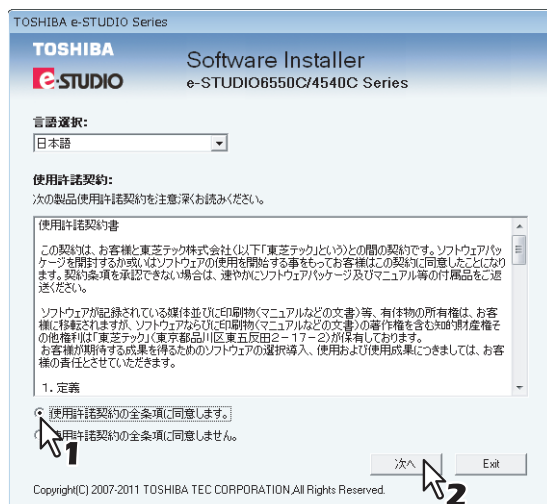 TOSHIBA e-STUDIO Series
TOSHIBA
e-STUDIO
Software Installer
e-STUDIO6550C/4540C Series
言語選択:
日本語
使用許諾契約:
次の製品使用許諾契約を注意深くお読みください。
使用許諾契約書
この契約は、お客様と東芝テック株式会社(以下「東芝テック」という)との間の契約です。ソフトウェアパッ
ケージを開封するか或いはソフトウェアの使用を開始する事をもってお客様はこの契約に同意したことになり
ます。契約条項を承認できない場合は、速やかにソフトウェアパッケージ及びマニュアル等の付属品をご返
送ください。
ソフトウェアが記録されている媒体並びに印刷物(マニュアルなどの文書)等、有体物の所有権は、お客
様に移転されますが、ソフトウェアならびに印刷物(マニュアルなどの文書)の著作権を含む知的財産権そ
の他権利は「東芝テック」(東京都品川区東五反田2-17-2)が保有しております。
お客様が期待する成果を得るためのソフトウェアの選択導入、使用および使用成果につきましては、お客
様の責任とさせていただきます。
1. 定義
使用許諾契約の全条項に同意します。
使用許諾契約の全条項に同意しません。
1
次へ
Exit
2
Copyright(C) 2007-2011 TOSHIBA TEC CORPORATION,All Rights Reserved.